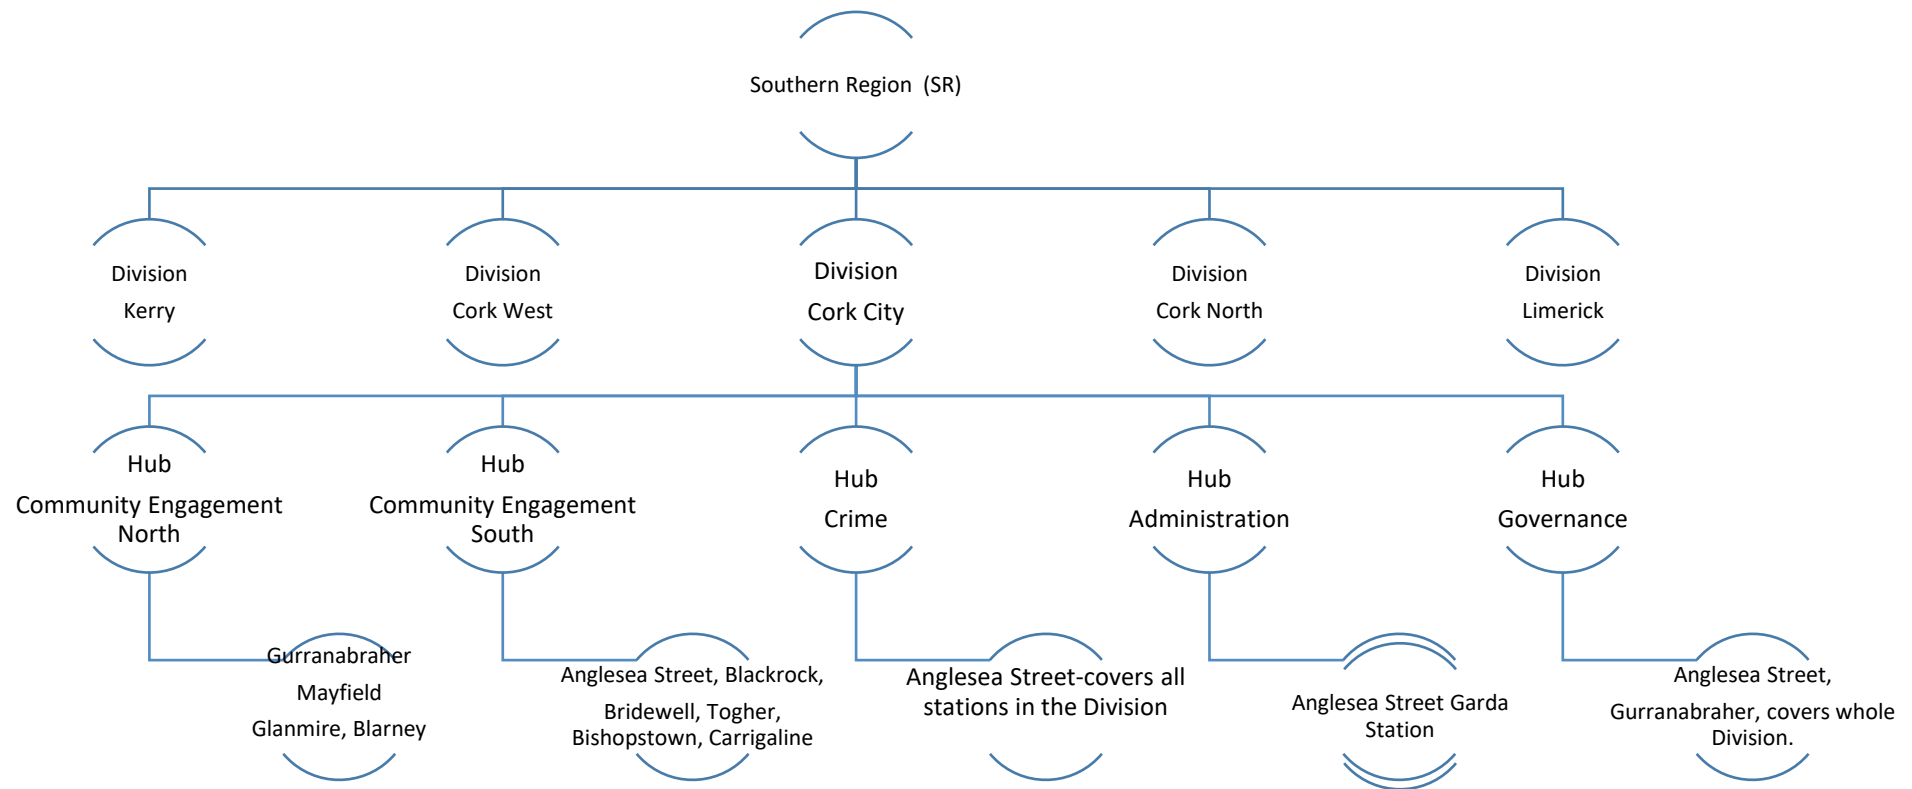 Southern Region  (SR)
Division
Kerry
Division
Cork West
Division
Cork City
Division
Cork North
Division
Limerick
Hub
Community Engagement
North
Hub
Community Engagement
South
Hub
Crime
Hub
Administration
Hub
Governance
Gurranabraher
Mayfield
Glanmire, Blarney
Anglesea Street, Blackrock,
Bridewell, Togher,
Bishopstown, Carrigaline
Anglesea Street-covers all
stations in the Division
Anglesea Street Garda
Station
Anglesea Street,
Gurranabraher, covers whole
Division.